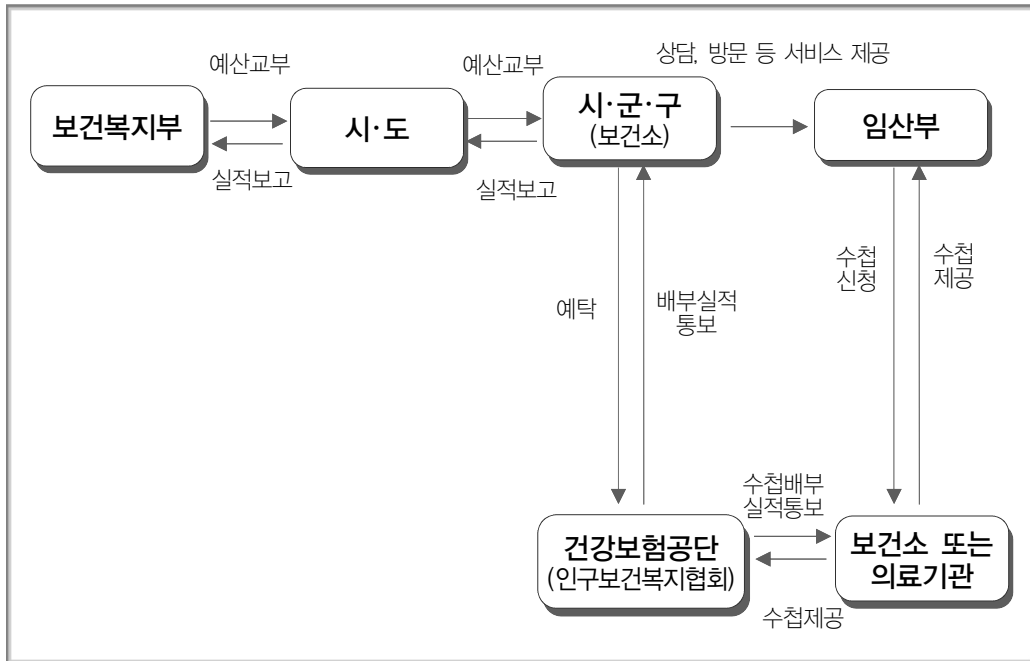 상담, 방문 등 서비스 제공
예산교부
예산교부
보건복지부
시·도
시·군·구
(보건소)
임산부
실적보고
실적보고
수첩
신청
수첩
제공
예탁
배부실적
통보
수첩배부
실적통보
건강보험공단
(인구보건복지협회)
보건소 또는
의료기관
수첩제공